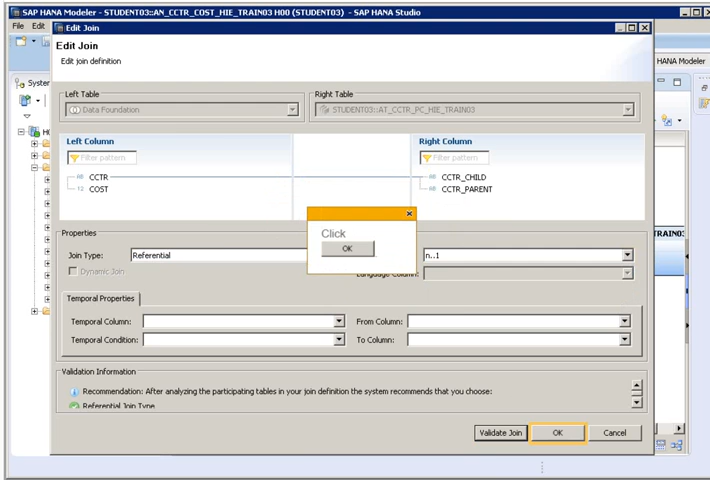 SAP HANA Modeler - STUDENT03::AN_CCTR_COST_HIE_TRAIN03 H00 (STUDENT03) - SAP HANA Studio
File Edit
Edit Join
Edit Join
Edit join definition
HANA Modeler
Left Table
Right Table
Data Foundation
STUDENT03::AT_CCTR_PC_HIE_TRAIN03
Left Column
Right Column
Filter pattern
Filter pattern
CCTR
CCTR_CHILD
12 COST
CCTR_PARENT
Click
OK
Properties
TRAIN03
Join Type: Referential
n..1
Dynamic Join
Language Column:
Temporal Properties
Temporal Column:
From Column:
Temporal Condition:
To Column:
Validation Information
Recommendation: After analyzing the participating tables in your join definition the system recommends that you choose:
Referential Join Type
Validate Join
OK
Cancel